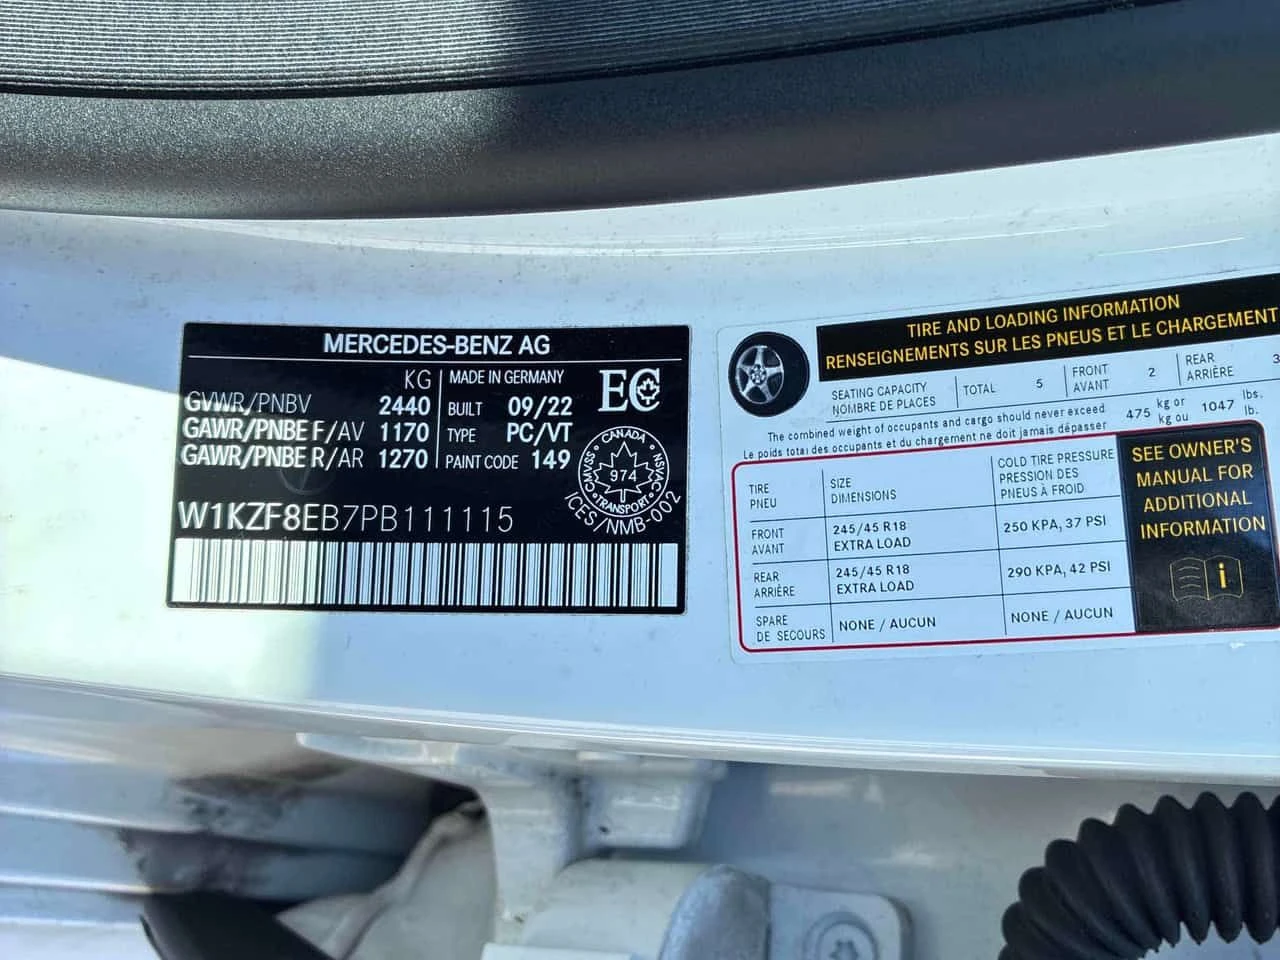 MERCEDES-BENZ AG
KG
GVWR/PNBV 2440
GAWR/PNBE F/AV 1170
GAWR/PNBE R/AR 1270
MADE IN GERMANY
BUILT 09/22
TYPE PC/VT
PAINT CODE 149
EC
CANADA
CMVSS
NSVAC
974
TRANSPORT
ICES/NMB-002
W1KZF8EB7PB111115
TIRE AND LOADING INFORMATION
RENSEIGNEMENTS SUR LES PNEUS ET LE CHARGEMENT
SEATING CAPACITY
NOMBRE DE PLACES
TOTAL 5
FRONT
AVANT
2
REAR
ARRIÈRE
3
The combined weight of occupants and cargo should never exceed
Le poids total des occupants et du chargement ne doit jamais dépasser
475 kg or
kg ou
1047 lbs.
lb.
TIRE
PNEU
SIZE
DIMENSIONS
COLD TIRE PRESSURE
PRESSION DES
PNEUS À FROID
FRONT
AVANT
245/45 R18
EXTRA LOAD
250 KPA, 37 PSI
REAR
ARRIÈRE
245/45 R18
EXTRA LOAD
290 KPA, 42 PSI
SPARE
DE SECOURS
NONE / AUCUN
NONE / AUCUN
SEE OWNER'S
MANUAL FOR
ADDITIONAL
INFORMATION
i